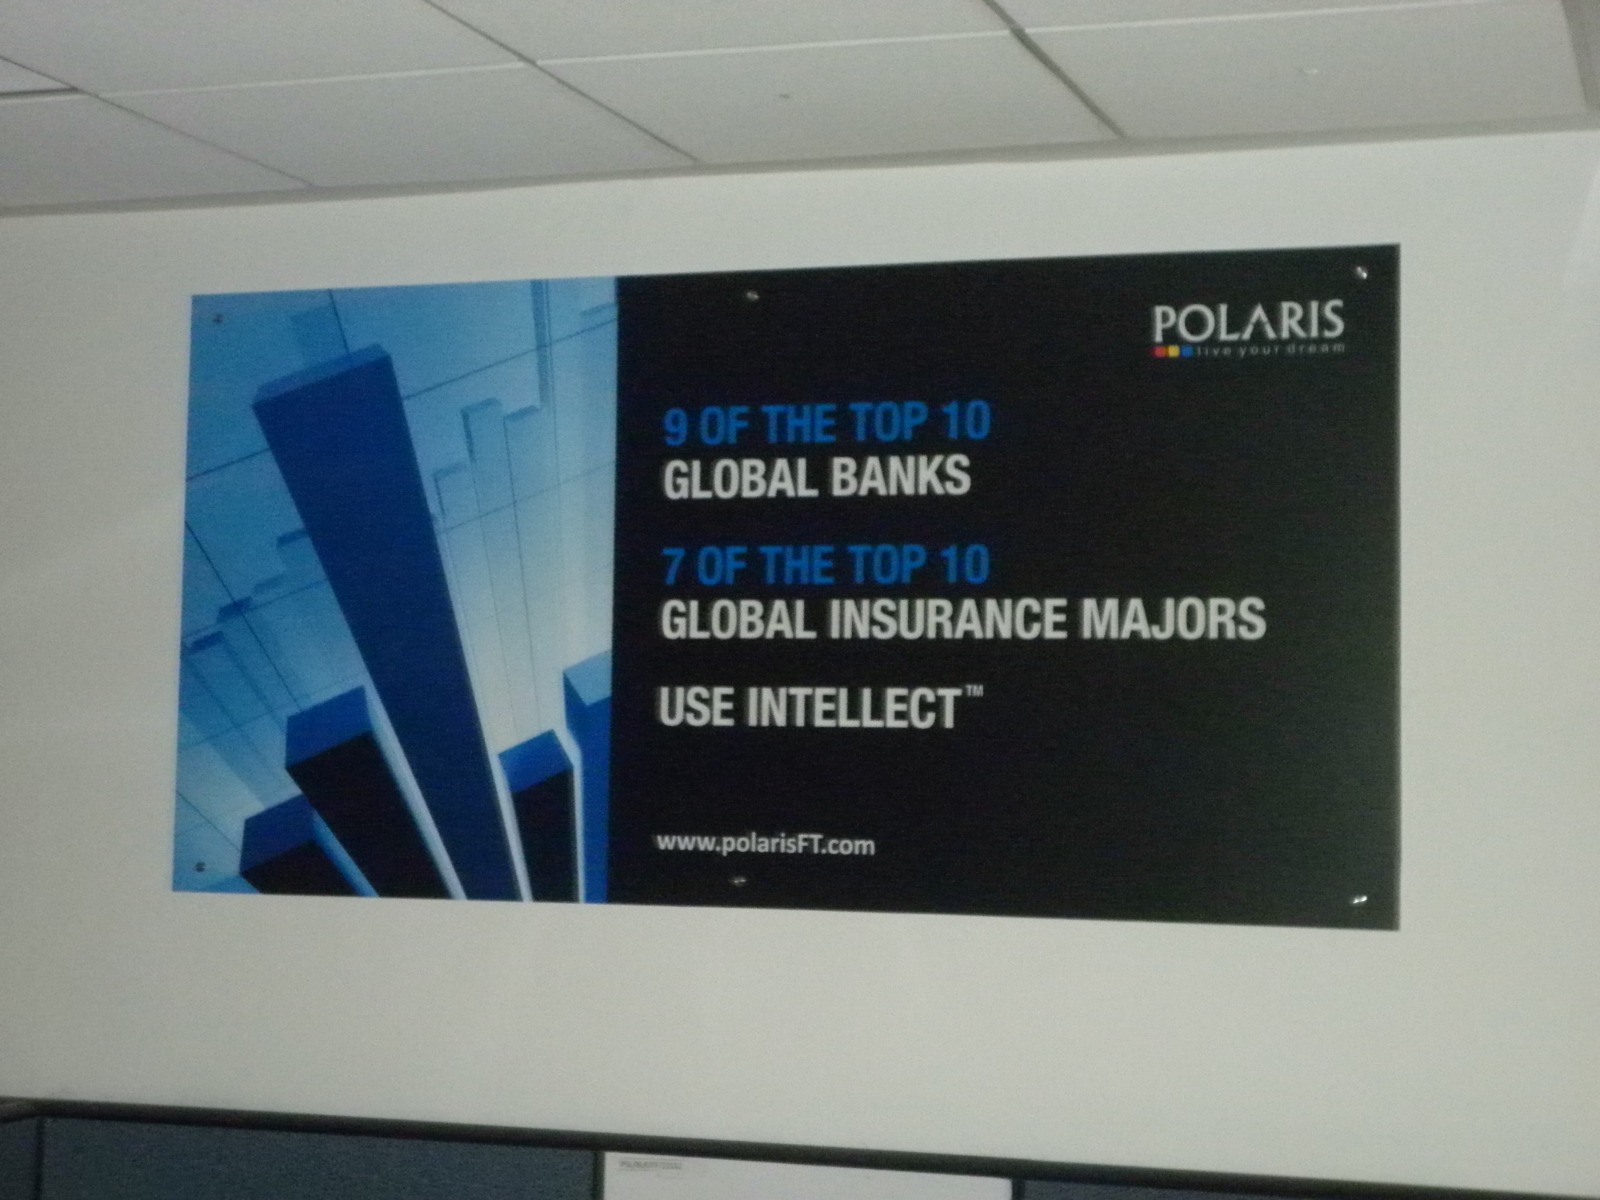 POLARIS
live your dream
9 OF THE TOP 10
GLOBAL BANKS
7 OF THE TOP 10
GLOBAL INSURANCE MAJORS
USE INTELLECT™
www.polarisFT.com